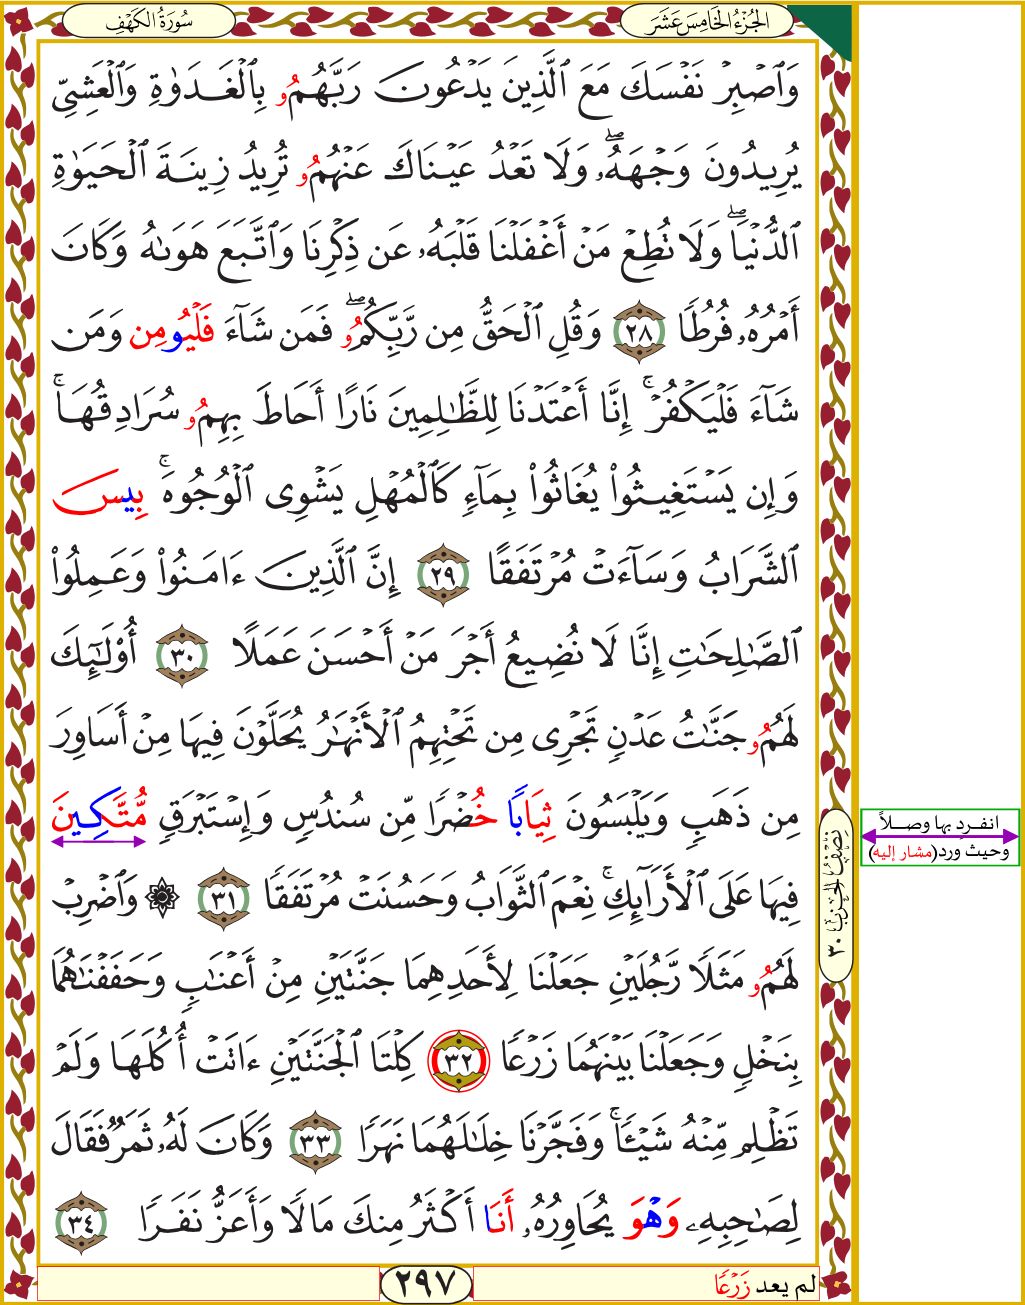 سُورَةُ الكَهْفِ
الجُزْءُ الخَامِسَ عَشَرَ
وَٱصْبِرْ نَفْسَكَ مَعَ ٱلَّذِينَ يَدْعُونَ رَبَّهُمُۥ بِٱلْغَدَوٰةِ وَٱلْعَشِيِّ
يُرِيدُونَ وَجْهَهُۥۖ وَلَا تَعْدُ عَيْنَاكَ عَنْهُمُۥ تُرِيدُ زِينَةَ ٱلْحَيَوٰةِ
ٱلدُّنْيَاۖ وَلَا تُطِعْ مَنْ أَغْفَلْنَا قَلْبَهُۥ عَن ذِكْرِنَا وَٱتَّبَعَ هَوَىٰهُ وَكَانَ
أَمْرُهُۥ فُرُطًا ٢٨ وَقُلِ ٱلْحَقُّ مِن رَّبِّكُمُۥۖ فَمَن شَآءَ فَلْيُومِن وَمَن
شَآءَ فَلْيَكْفُرْۚ إِنَّا أَعْتَدْنَا لِلظَّٰلِمِينَ نَارًا أَحَاطَ بِهِمُۥ سُرَادِقُهَاۚ
وَإِن يَسْتَغِيثُوا۟ يُغَاثُوا۟ بِمَآءٍ كَٱلْمُهْلِ يَشْوِى ٱلْوُجُوهَۚ بِيسَ
ٱلشَّرَابُ وَسَآءَتْ مُرْتَفَقًا ٢٩ إِنَّ ٱلَّذِينَ ءَامَنُوا۟ وَعَمِلُوا۟
ٱلصَّٰلِحَٰتِ إِنَّا لَا نُضِيعُ أَجْرَ مَنْ أَحْسَنَ عَمَلًا ٣٠ أُو۟لَٰٓئِكَ
لَهُمُۥ جَنَّٰتُ عَدْنٍ تَجْرِى مِن تَحْتِهِمُ ٱلْأَنْهَٰرُ يُحَلَّوْنَ فِيهَا مِنْ أَسَاوِرَ
مِن ذَهَبٍ وَيَلْبَسُونَ ثِيَابًا خُضْرًا مِّن سُندُسٍ وَإِسْتَبْرَقٍ مُّتَّكِينَ
فِيهَا عَلَى ٱلْأَرَآئِكِۚ نِعْمَ ٱلثَّوَابُ وَحَسُنَتْ مُرْتَفَقًا ٣١ ۞ وَٱضْرِبْ
لَهُمُۥ مَثَلًا رَّجُلَيْنِ جَعَلْنَا لِأَحَدِهِمَا جَنَّتَيْنِ مِنْ أَعْنَٰبٍ وَحَفَفْنَٰهُمَا
بِنَخْلٍ وَجَعَلْنَا بَيْنَهُمَا زَرْعًا ٣٢ كِلْتَا ٱلْجَنَّتَيْنِ ءَاتَتْ أُكُلَهَا وَلَمْ
تَظْلِم مِّنْهُ شَيْـًٔاۚ وَفَجَّرْنَا خِلَٰلَهُمَا نَهَرًا ٣٣ وَكَانَ لَهُۥ ثَمَرٌ فَقَالَ
لِصَٰحِبِهِۦ وَهْوَ يُحَاوِرُهُۥ أَنَا أَكْثَرُ مِنكَ مَالًا وَأَعَزُّ نَفَرًا ٣٤
نِصْفُ الحِزْبِ ٣٠
انفرد بها وصلاً
وحيث ورد(مشار إليه)
لم يعد زَرْعًا
٢٩٧